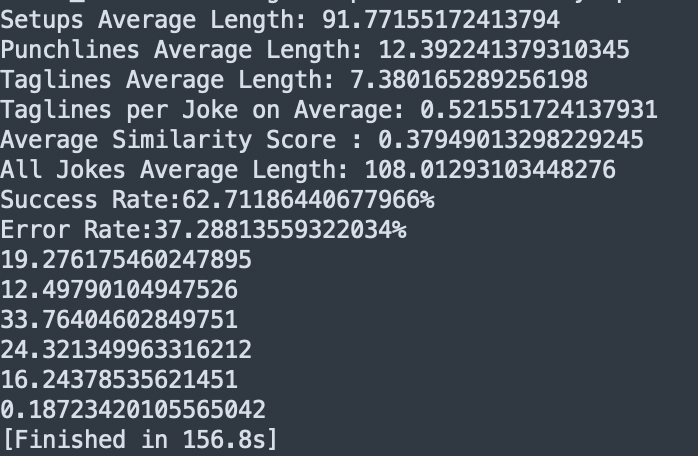 Setups Average Length: 91.77155172413794
Punchlines Average Length: 12.392241379310345
Taglines Average Length: 7.380165289256198
Taglines per Joke on Average: 0.521551724137931
Average Similarity Score : 0.37949013298229245
All Jokes Average Length: 108.01293103448276
Success Rate:62.71186440677966%
Error Rate:37.28813559322034%
19.276175460247895
12.49790104947526
33.76404602849751
24.321349963316212
16.24378535621451
0.18723420105565042
[Finished in 156.8s]